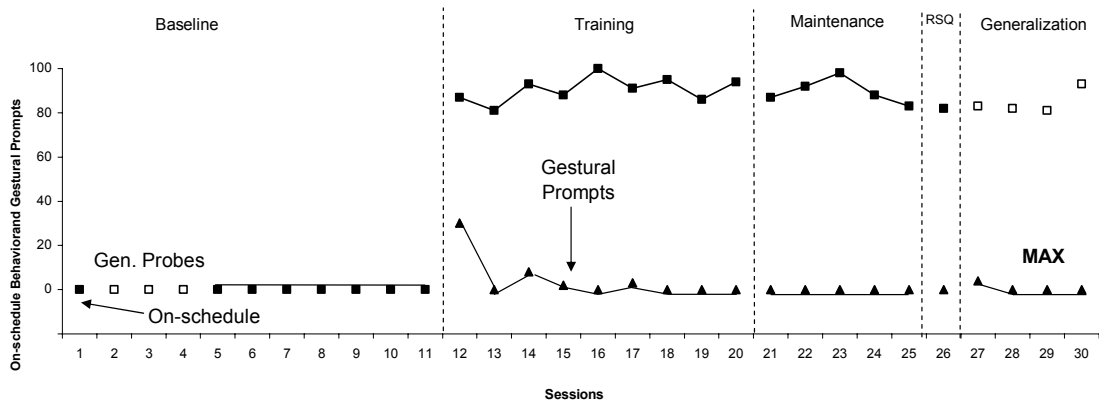 Baseline
Training
Maintenance
RSQ
Generalization
On-schedule Behaviorand Gestural Prompts
100
80
60
40
20
0
Gestural
Prompts
Gen. Probes
On-schedule
MAX
1 2 3 4 5 6 7 8 9 10 11 12 13 14 15 16 17 18 19 20 21 22 23 24 25 26 27 28 29 30
Sessions